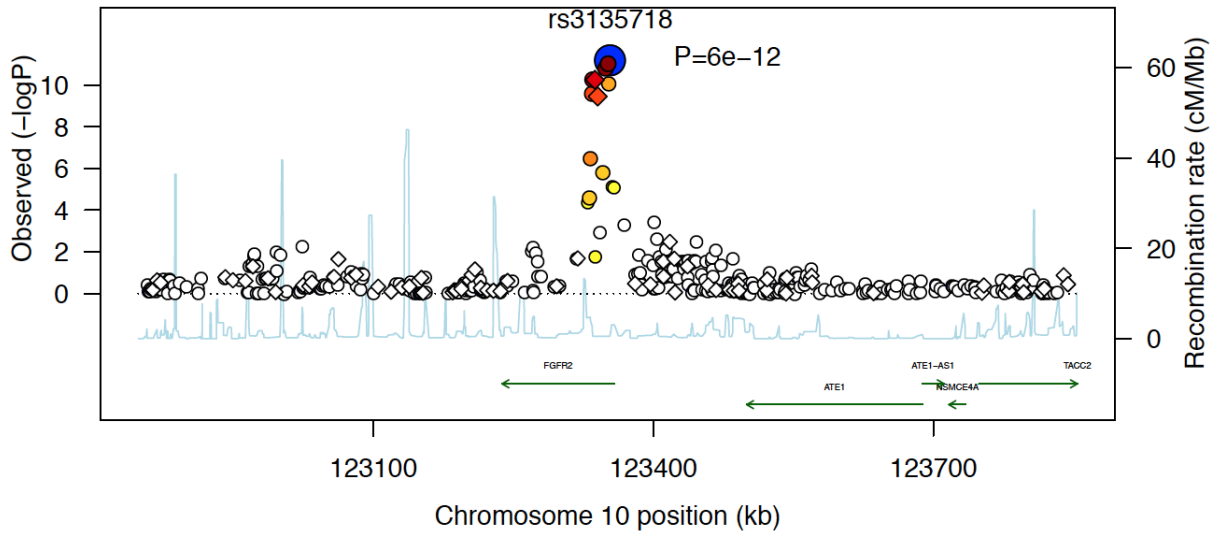 rs3135718
P=6e−12
Observed (−logP)
10
8
6
4
2
0
Recombination rate (cM/Mb)
60
40
20
0
FGFR2
ATE1−AS1
TACC2
ATE1
NSMCE4A
123100
123400
123700
Chromosome 10 position (kb)